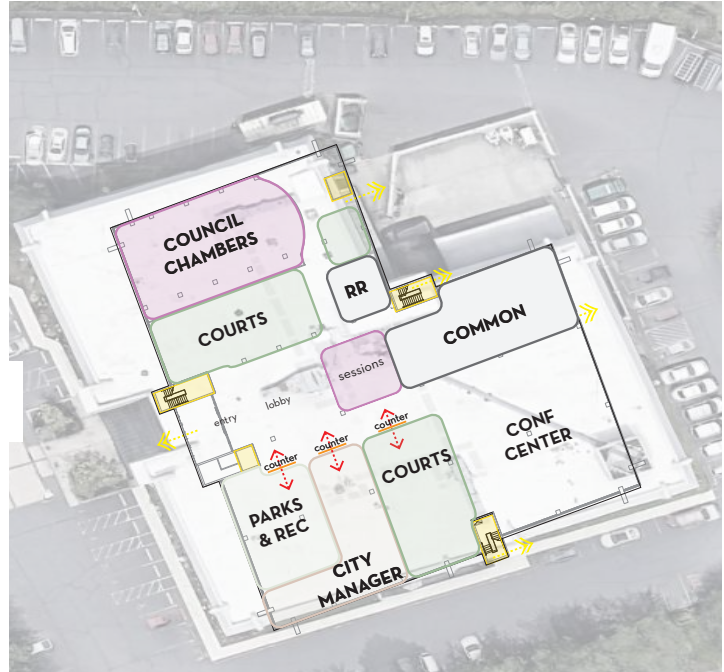 COUNCIL
CHAMBERS
RR
COURTS
COMMON
sessions
entry
lobby
counter
counter
counter
CONF
CENTER
COURTS
PARKS
& REC
CITY
MANAGER